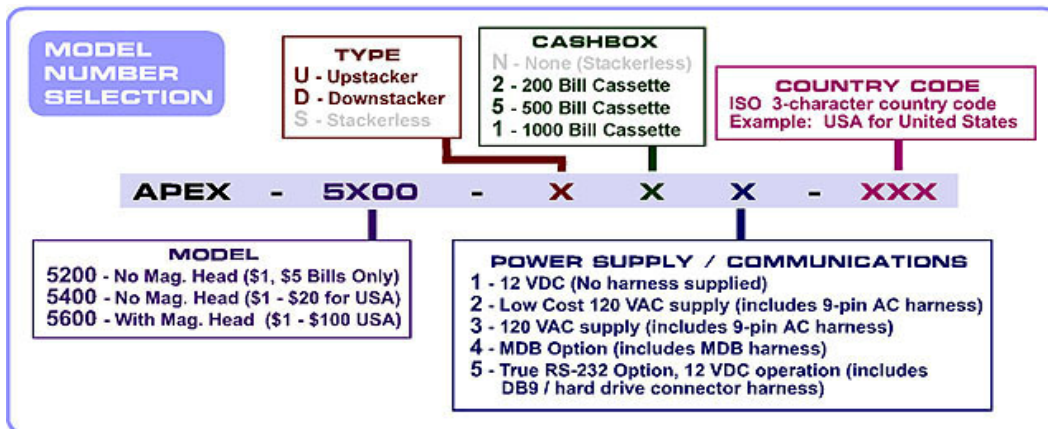 MODEL
NUMBER
SELECTION
TYPE
U - Upstacker
D - Downstacker
S - Stackerless
CASHBOX
N - None (Stackerless)
2 - 200 Bill Cassette
5 - 500 Bill Cassette
1 - 1000 Bill Cassette
COUNTRY CODE
ISO 3-character country code
Example: USA for United States
APEX - 5X00 - X X X - XXX
MODEL
5200 - No Mag. Head ($1, $5 Bills Only)
5400 - No Mag. Head ($1 - $20 for USA)
5600 - With Mag. Head ($1 - $100 USA)
POWER SUPPLY / COMMUNICATIONS
1 - 12 VDC (No harness supplied)
2 - Low Cost 120 VAC supply (includes 9-pin AC harness)
3 - 120 VAC supply (includes 9-pin AC harness)
4 - MDB Option (includes MDB harness)
5 - True RS-232 Option, 12 VDC operation (includes
DB9 / hard drive connector harness)